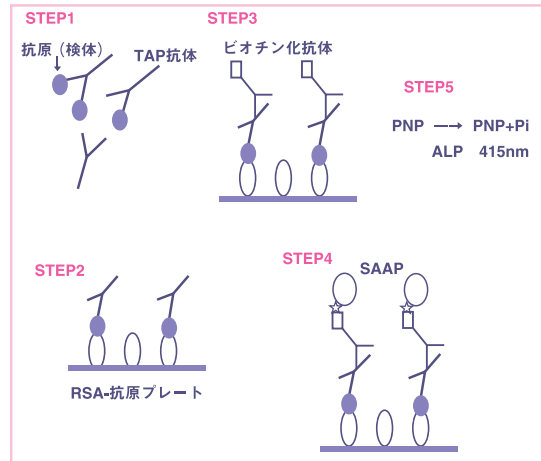 STEP1
抗原（検体）
TAP抗体
STEP3
ビオチン化抗体
STEP5
PNP → PNP+Pi
ALP 415nm
STEP2
RSA-抗原プレート
STEP4
SAAP